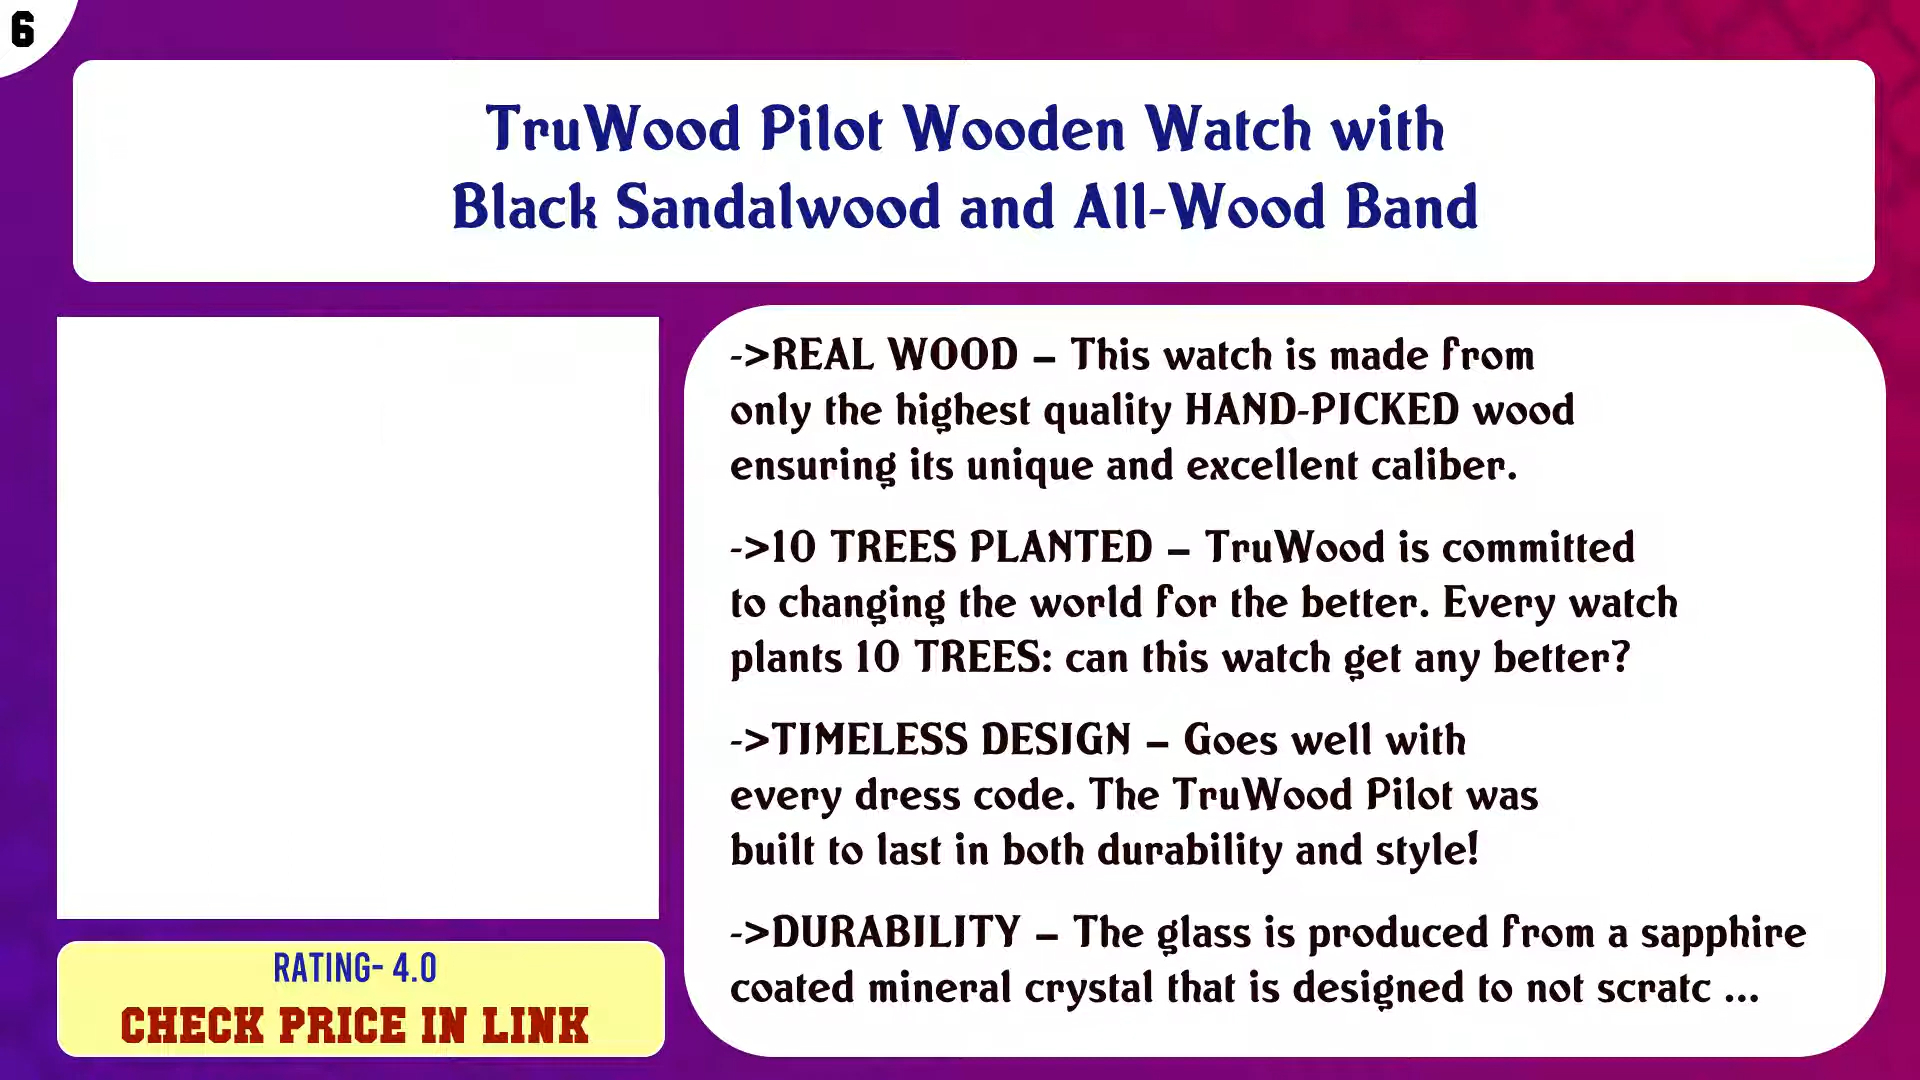 6
TruWood Pilot Wooden Watch with
Black Sandalwood and All-Wood Band
->REAL WOOD – This watch is made from
only the highest quality HAND-PICKED wood
ensuring its unique and excellent caliber.
->10 TREES PLANTED – TruWood is committed
to changing the world for the better. Every watch
plants 10 TREES: can this watch get any better?
->TIMELESS DESIGN – Goes well with
every dress code. The TruWood Pilot was
built to last in both durability and style!
->DURABILITY – The glass is produced from a sapphire
coated mineral crystal that is designed to not scratc ...
RATING- 4.0
CHECK PRICE IN LINK